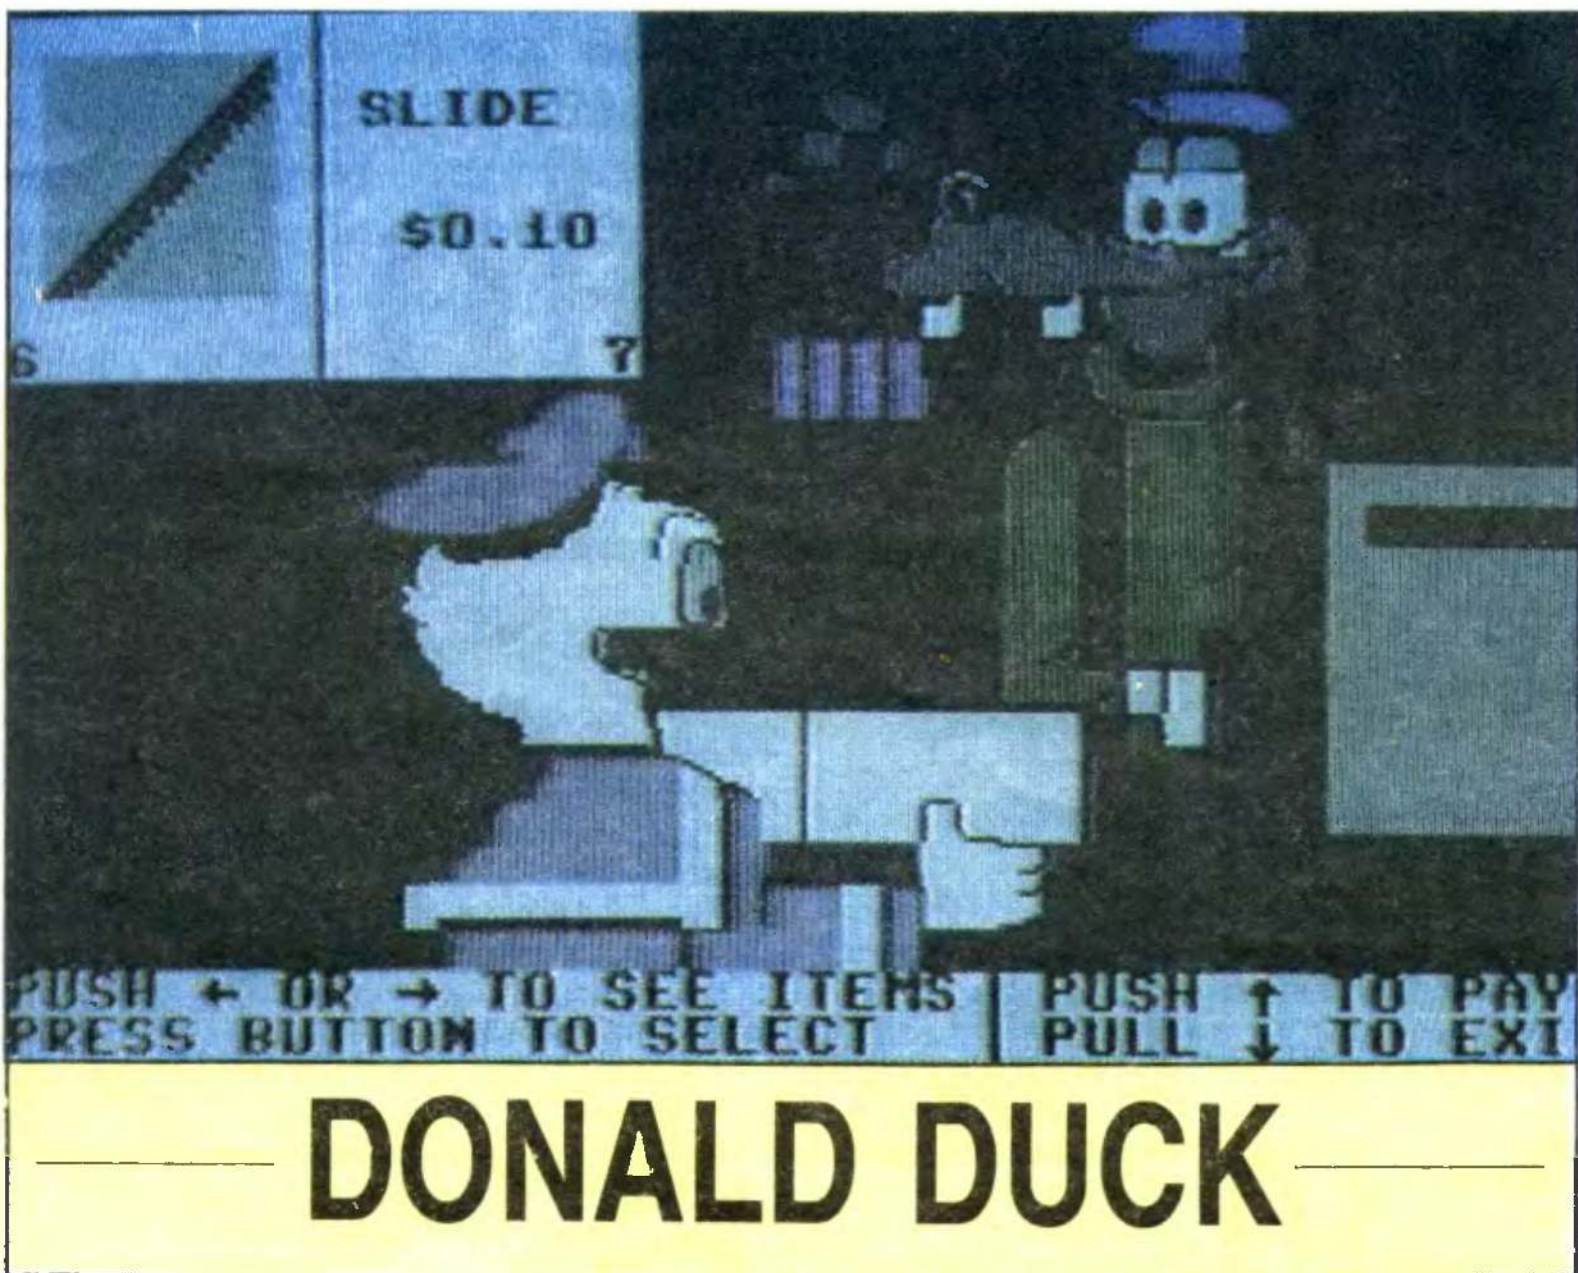 SLIDE
$0.10
6
7
PUSH ← OR → TO SEE ITEMS
PRESS BUTTON TO SELECT
PUSH ↑ TO PAY
PULL ↓ TO EXI
DONALD DUCK